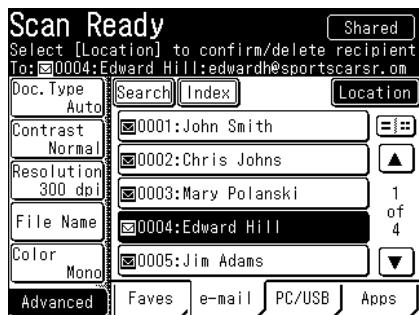 Scan Ready
Shared
Select [Location] to confirm/delete recipient
To:0004:Edward Hill:edwardh@sportscarsr.om
Doc.Type
Auto
Search
Index
Location
Contrast
Normal
Resolution
300 dpi
File Name
Color
Mono
Advanced
0001:John Smith
0002:Chris Johns
0003:Mary Polanski
0004:Edward Hill
0005:Jim Adams
1
of
4
Faves
e-mail
PC/USB
Apps